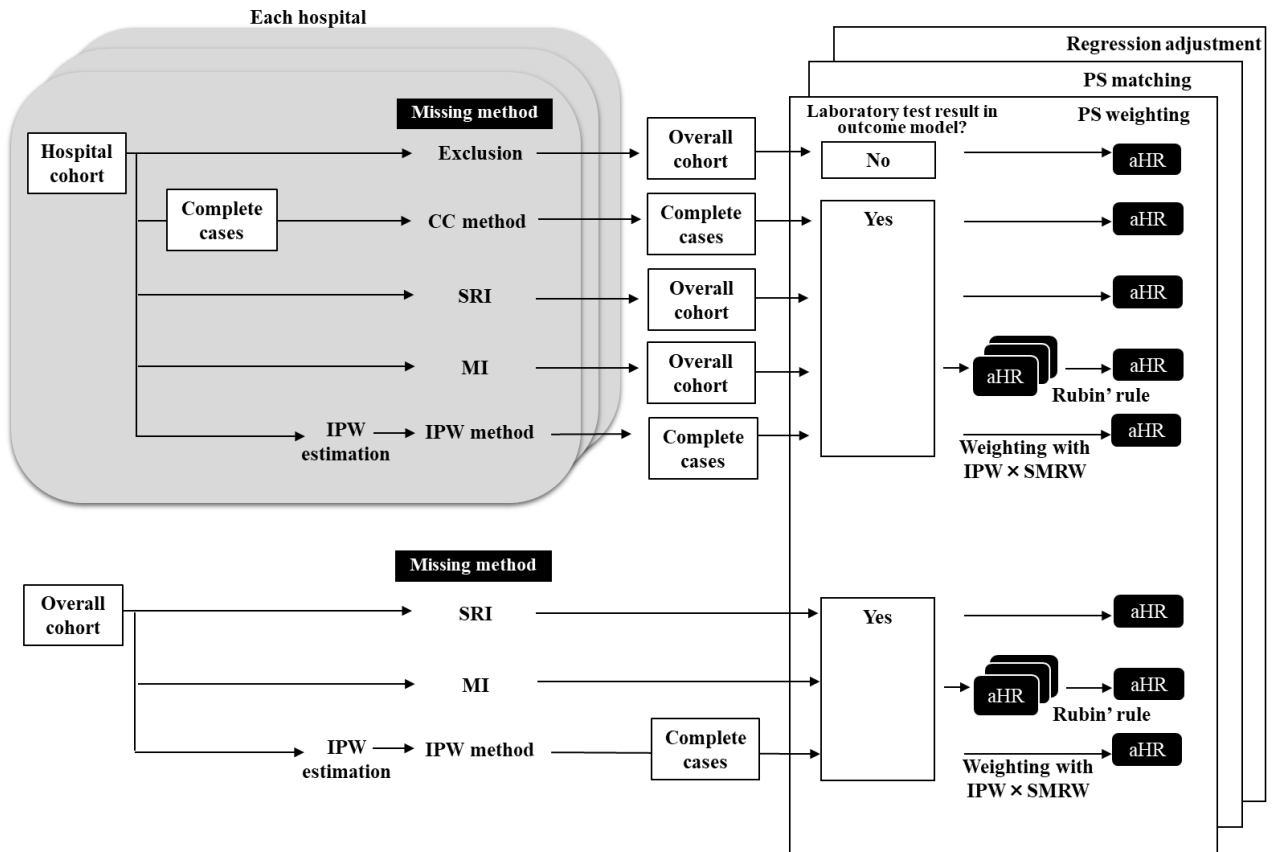 Each hospital
Regression adjustment
PS matching
Missing method
Laboratory test result in
outcome model?
PS weighting
Hospital
cohort
Exclusion
Overall
cohort
No
aHR
Complete
cases
CC method
Complete
cases
Yes
aHR
SRI
Overall
cohort
aHR
MI
Overall
cohort
aHR
aHR
Rubin’ rule
IPW
estimation
IPW method
Complete
cases
aHR
Weighting with
IPW × SMRW
Missing method
Overall
cohort
SRI
Yes
aHR
MI
aHR
aHR
Rubin’ rule
IPW
estimation
IPW method
Complete
cases
aHR
Weighting with
IPW × SMRW